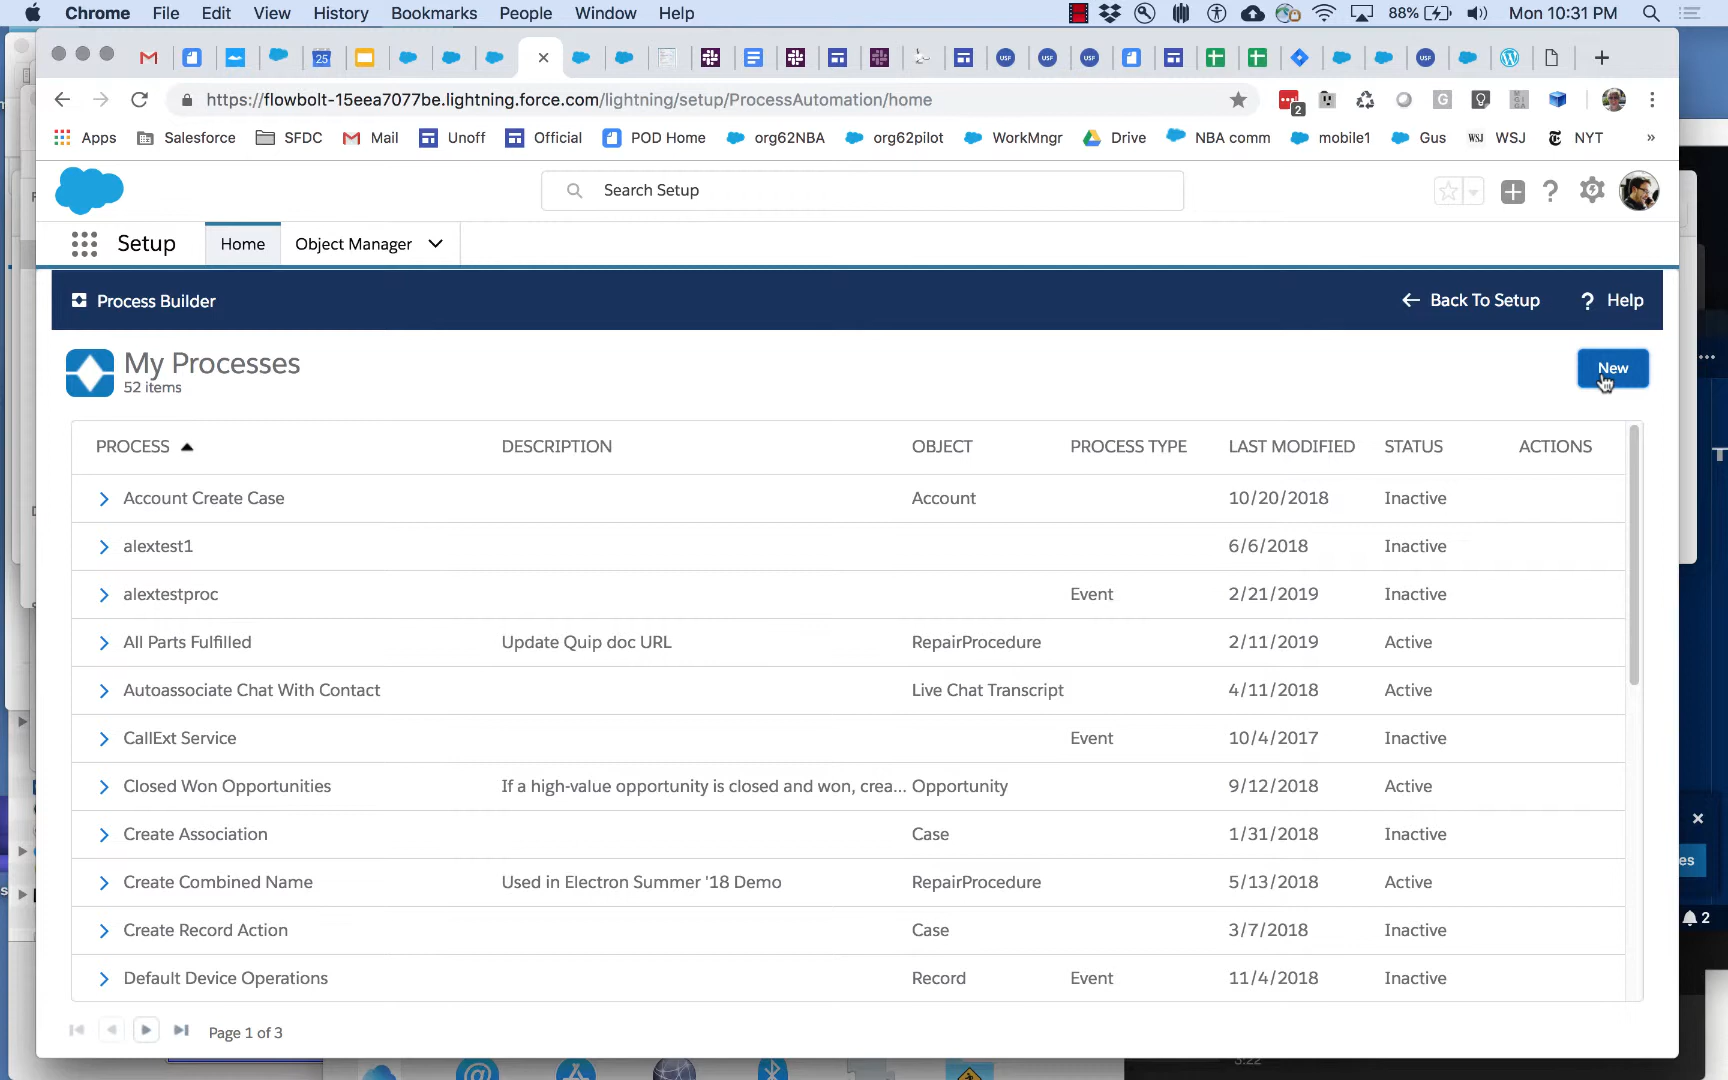 Chrome File Edit View History Bookmarks People Window Help 88% Mon 10:31 PM
https://flowbolt-15eea7077be.lightning.force.com/lightning/setup/ProcessAutomation/home
Apps Salesforce SFDC Mail Unoff Official POD Home org62NBA org62pilot WorkMngr Drive NBA comm mobile1 Gus WSJ WSJ NYT »
Search Setup
Setup Home Object Manager
Process Builder Back To Setup ? Help
My Processes
52 items
New
PROCESS DESCRIPTION OBJECT PROCESS TYPE LAST MODIFIED STATUS ACTIONS
Account Create Case Account 10/20/2018 Inactive
alextest1 6/6/2018 Inactive
alextestproc Event 2/21/2019 Inactive
All Parts Fulfilled Update Quip doc URL RepairProcedure 2/11/2019 Active
Autoassociate Chat With Contact Live Chat Transcript 4/11/2018 Active
CallExt Service Event 10/4/2017 Inactive
Closed Won Opportunities If a high-value opportunity is closed and won, crea... Opportunity 9/12/2018 Active
Create Association Case 1/31/2018 Inactive
Create Combined Name Used in Electron Summer '18 Demo RepairProcedure 5/13/2018 Active
es
Create Record Action Case 3/7/2018 Inactive
2
Default Device Operations Record Event 11/4/2018 Inactive
Page 1 of 3